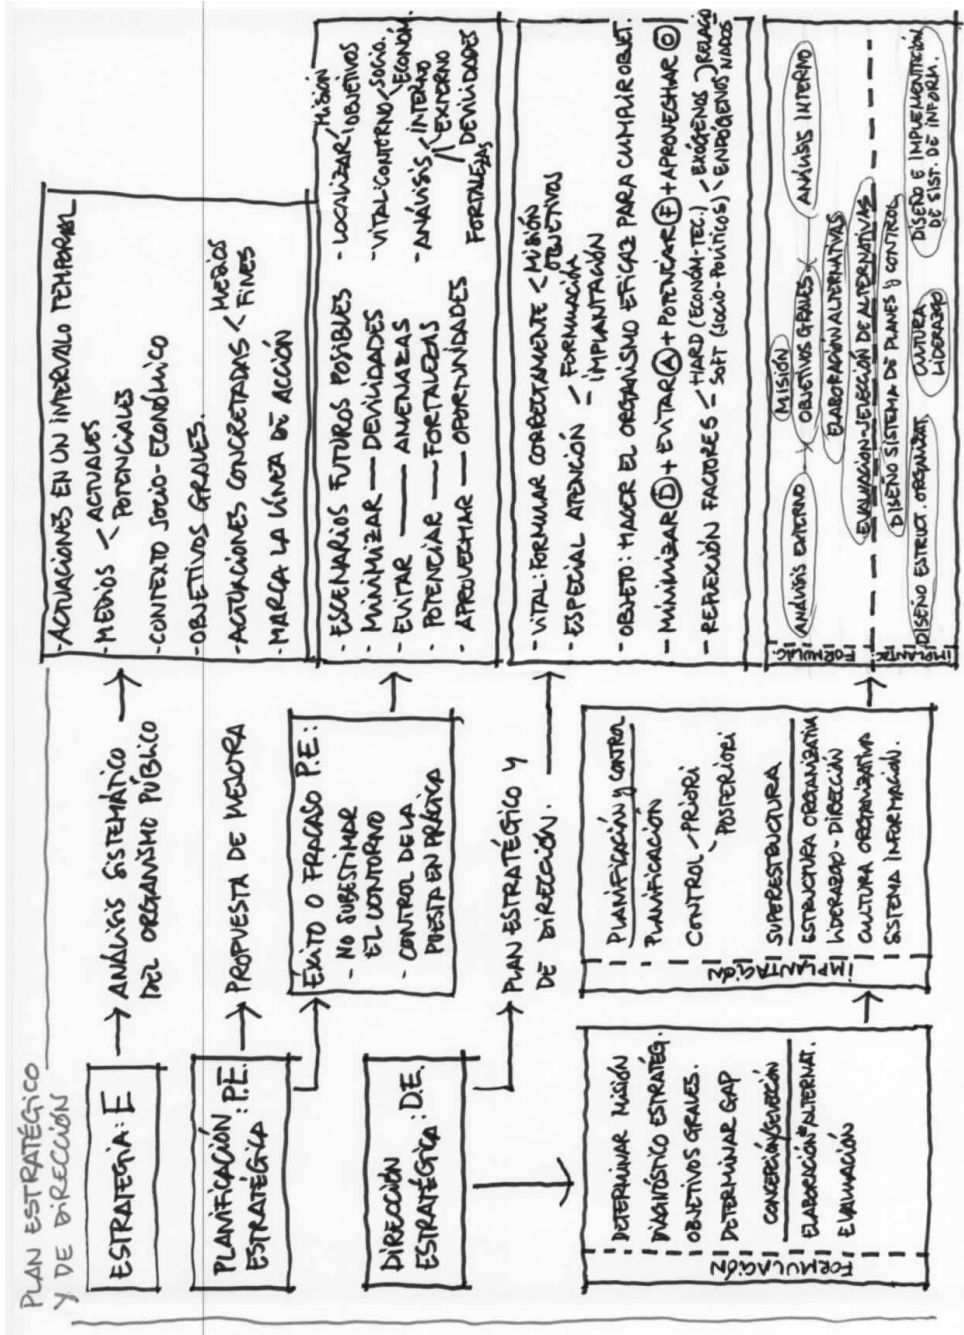 PLAN ESTRATÉGICO
Y DE DIRECCIÓN
ESTRATEGIA: E
ANÁLISIS SISTEMÁTICO
DEL ORGANISMO PÚBLICO
- ACTUACIONES EN UN INTERVALO TEMPORAL
- MEDIOS < ACTUALES
POTENCIALES
- CONTEXTO SOCIO-ECONÓMICO
- OBJETIVOS GRALES.
- ACTUACIONES CONCRETADAS < MEDIOS
FINES
- MARCA LA LÍNEA DE ACCIÓN
PLANIFICACIÓN
ESTRATÉGICA: P.E.
PROPUESTA DE MEJORA
ÉXITO O FRACASO P.E:
- NO SUBESTIMAR
EL CONTORNO
- CONTROL DE LA
PUESTA EN PRÁCTICA
- ESCENARIOS FUTUROS POSIBLES
- MINIMIZAR — DEVILIDADES
- EVITAR — AMENAZAS
- POTENCIAR — FORTALEZAS
- APROVECHAR — OPORTUNIDADES
- LOCALIZAR < MISIÓN
OBJETIVOS
- VITAL: CONTORNO < SOCIO.
ECONÓM.
- ANÁLISIS < INTERNO
EXTERNO
FORTALEZAS
DEVILIDADES
DIRECCIÓN
ESTRATÉGICA: D.E.
PLAN ESTRATÉGICO Y
DE DIRECCIÓN.
- VITAL: FORMULAR CORRECTAMENTE < MISIÓN
OBJETIVOS
- ESPECIAL ATENCIÓN - FORMULACIÓN
- IMPLANTACIÓN
- OBJETO: HACER EL ORGANISMO EFICAZ PARA CUMPLIR OBJET.
- MINIMIZAR D + EVITAR A + POTENCIAR F + APROVECHAR O
- REFLEXIÓN FACTORES - HARD (ECONÓM-TEC.) < EXÓGENOS
- SOFT (SOCIO-POLÍTICOS) < ENDÓGENOS
RELACIONADOS
FORMULACIÓN
DETERMINAR MISIÓN
DIAGNÓSTICO ESTRATÉG.
OBJETIVOS GRALES.
DETERMINAR GAP
CONCEPCIÓN/SELECCIÓN
ELABORACIÓN ALTERNAT.
EVALUACIÓN
IMPLANTACIÓN
PLANIFICACIÓN Y CONTROL
PLANIFICACIÓN
CONTROL - PRIORI
- POSTERIORI
SUPERESTRUCTURA
ESTRUCTURA ORGANIZATIVA
LIDERAZGO - DIRECCIÓN
CULTURA ORGANIZATIVA
SISTEMA INFORMACIÓN.
FORMULAC.
IMPLANTA.
MISIÓN
ANÁLISIS EXTERNO
OBJETIVOS GRALES.
ANÁLISIS INTERNO
ELABORACIÓN ALTERNATIVAS
EVALUACIÓN-SELECCIÓN DE ALTERNATIVAS
DISEÑO SISTEMA DE PLANES Y CONTROL
DISEÑO ESTRUCT. ORGANIZAT.
CULTURA
LIDERAZGO
DISEÑO E IMPLEMENTACIÓN
DE SIST. DE INFORM.